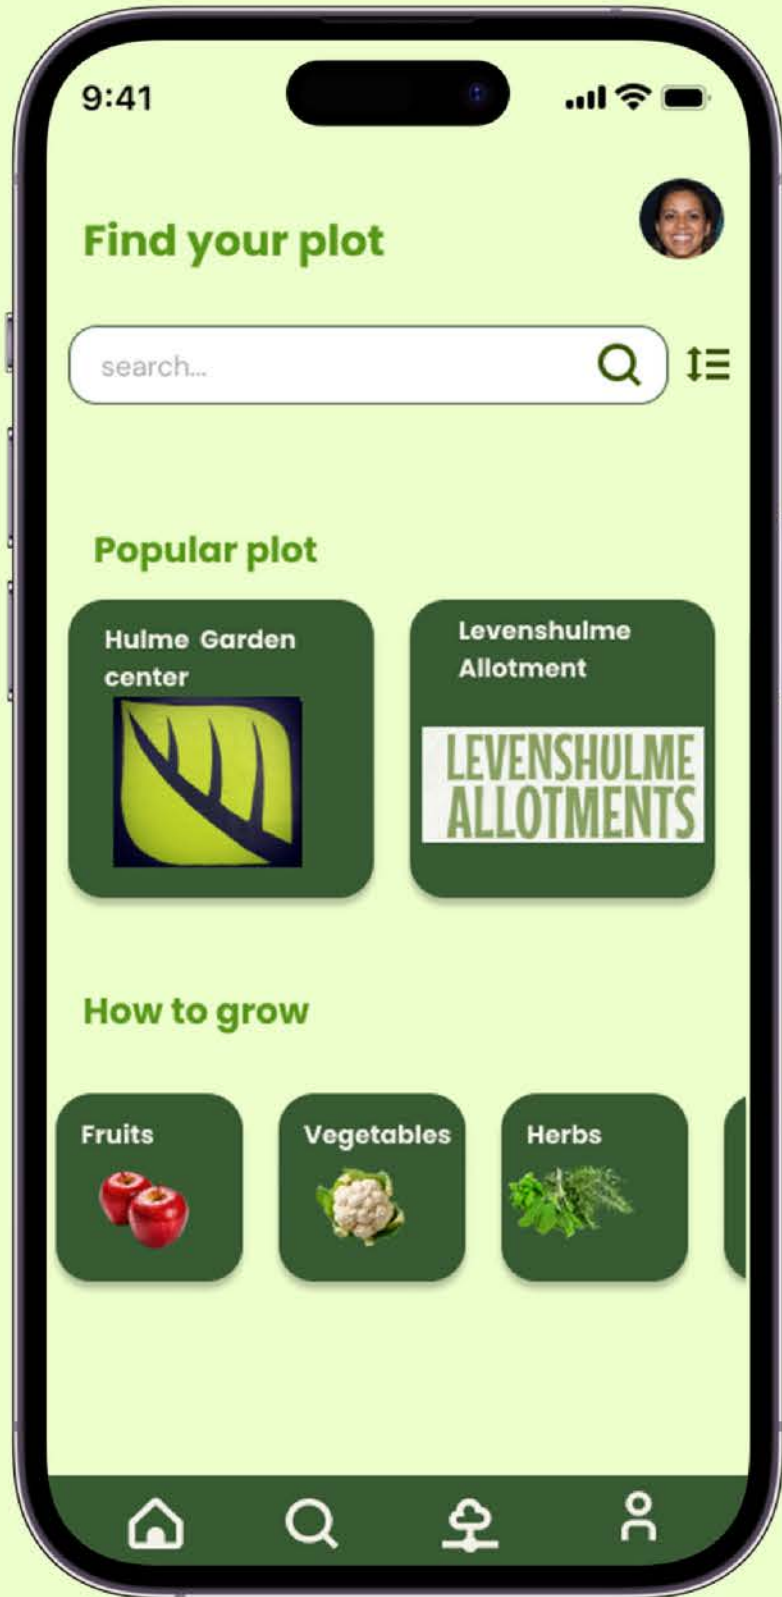 9:41
Find your plot
search...
Popular plot
Hulme Garden
center
Levenshulme
Allotment
LEVENSHULME
ALLOTMENTS
How to grow
Fruits
Vegetables
Herbs